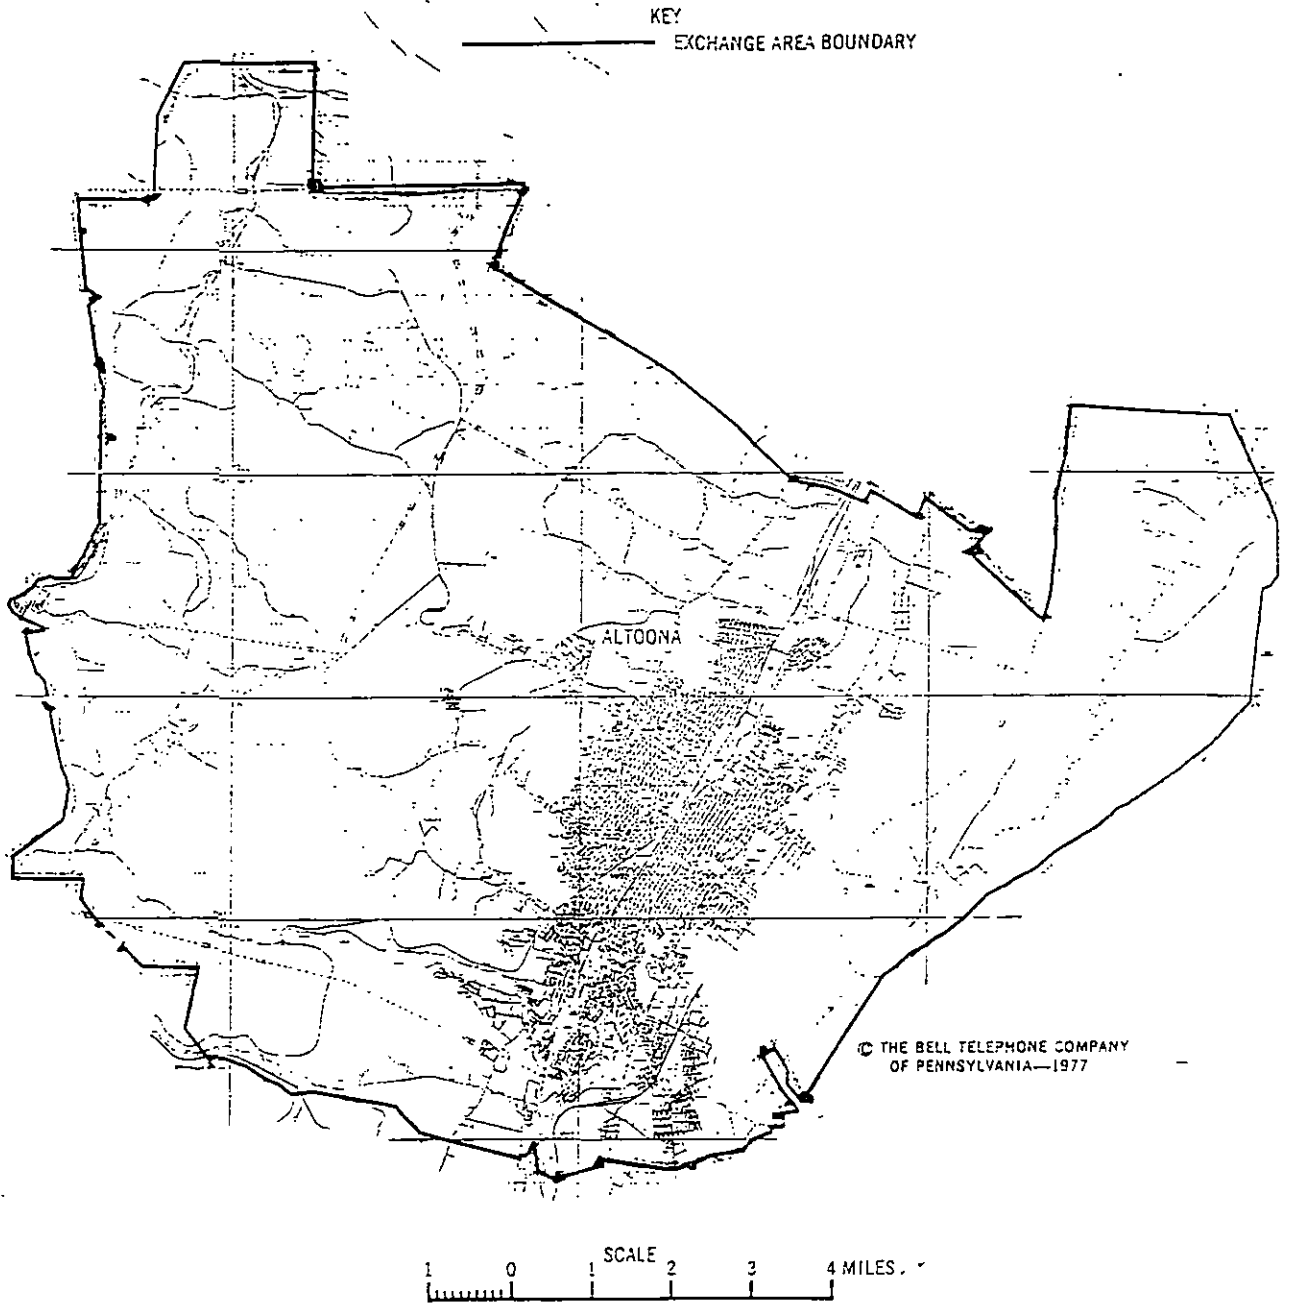 KEY
EXCHANGE AREA BOUNDARY
ALTOONA
© THE BELL TELEPHONE COMPANY
OF PENNSYLVANIA—1977
SCALE
1 0 1 2 3 4 MILES.